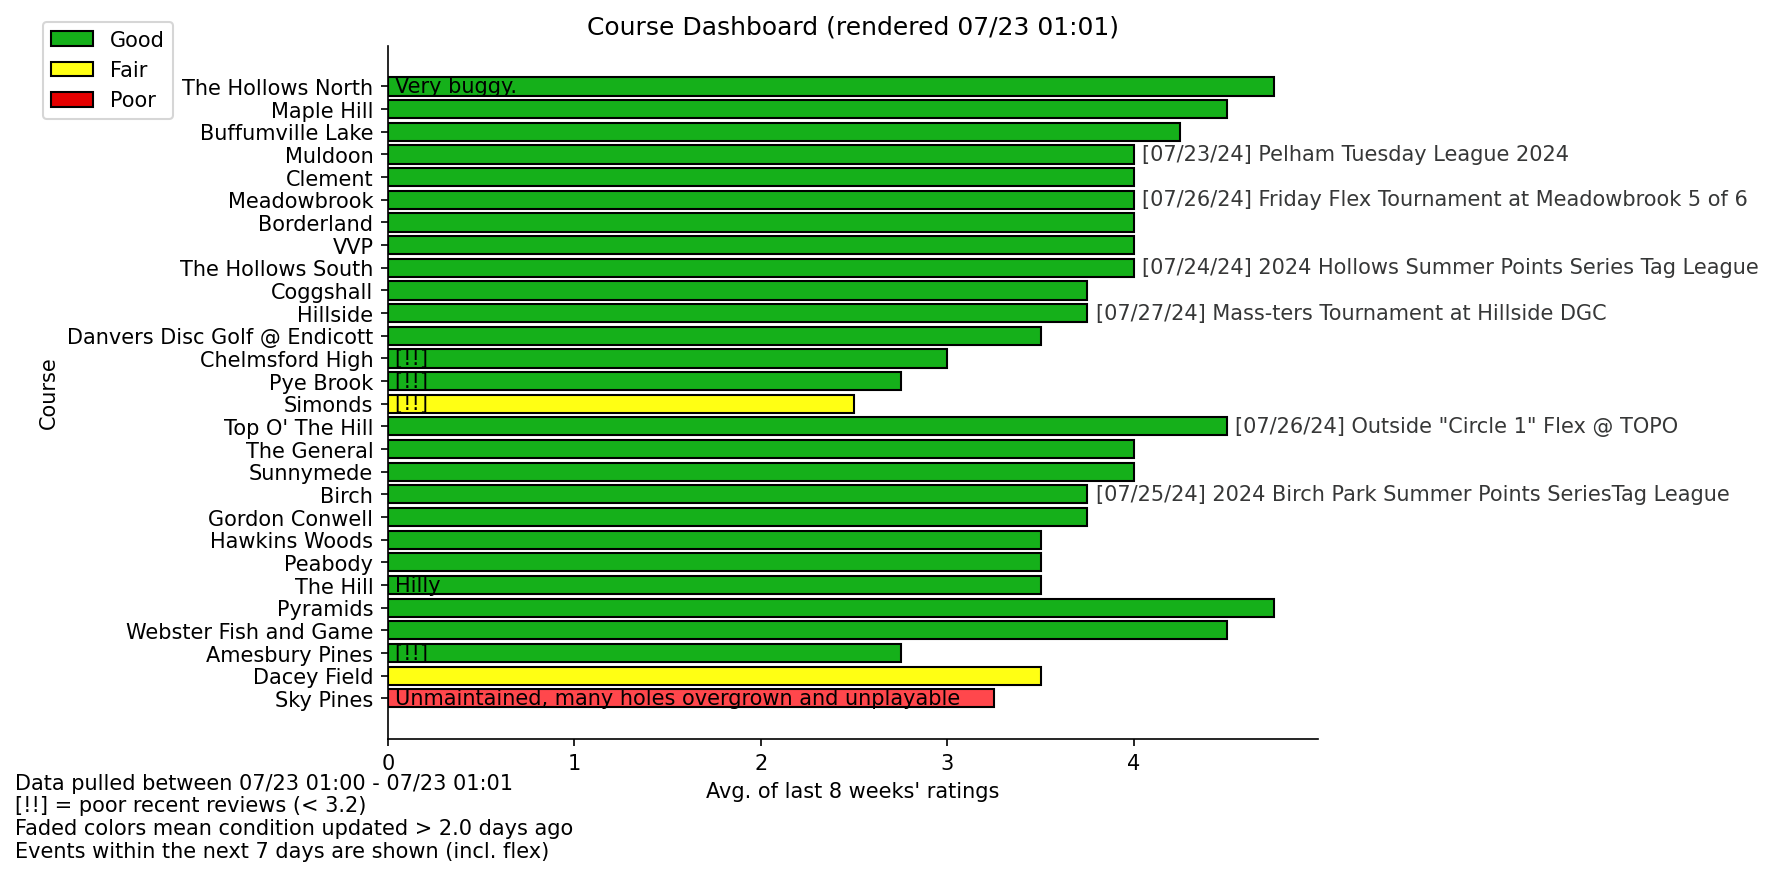 Course Dashboard (rendered 07/23 01:01)
Good
Fair
Poor
The Hollows North Very buggy.
Maple Hill
Buffumville Lake
Muldoon [07/23/24] Pelham Tuesday League 2024
Clement
Meadowbrook [07/26/24] Friday Flex Tournament at Meadowbrook 5 of 6
Borderland
VVP
The Hollows South [07/24/24] 2024 Hollows Summer Points Series Tag League
Coggshall
Hillside [07/27/24] Mass-ters Tournament at Hillside DGC
Danvers Disc Golf @ Endicott
Chelmsford High [!!]
Pye Brook [!!]
Simonds [!!]
Top O' The Hill [07/26/24] Outside "Circle 1" Flex @ TOPO
The General
Sunnymede
Birch [07/25/24] 2024 Birch Park Summer Points SeriesTag League
Gordon Conwell
Hawkins Woods
Peabody
The Hill Hilly
Pyramids
Webster Fish and Game
Amesbury Pines [!!]
Dacey Field
Sky Pines Unmaintained, many holes overgrown and unplayable
Course
0 1 2 3 4
Avg. of last 8 weeks' ratings
Data pulled between 07/23 01:00 - 07/23 01:01
[!!] = poor recent reviews (< 3.2)
Faded colors mean condition updated > 2.0 days ago
Events within the next 7 days are shown (incl. flex)